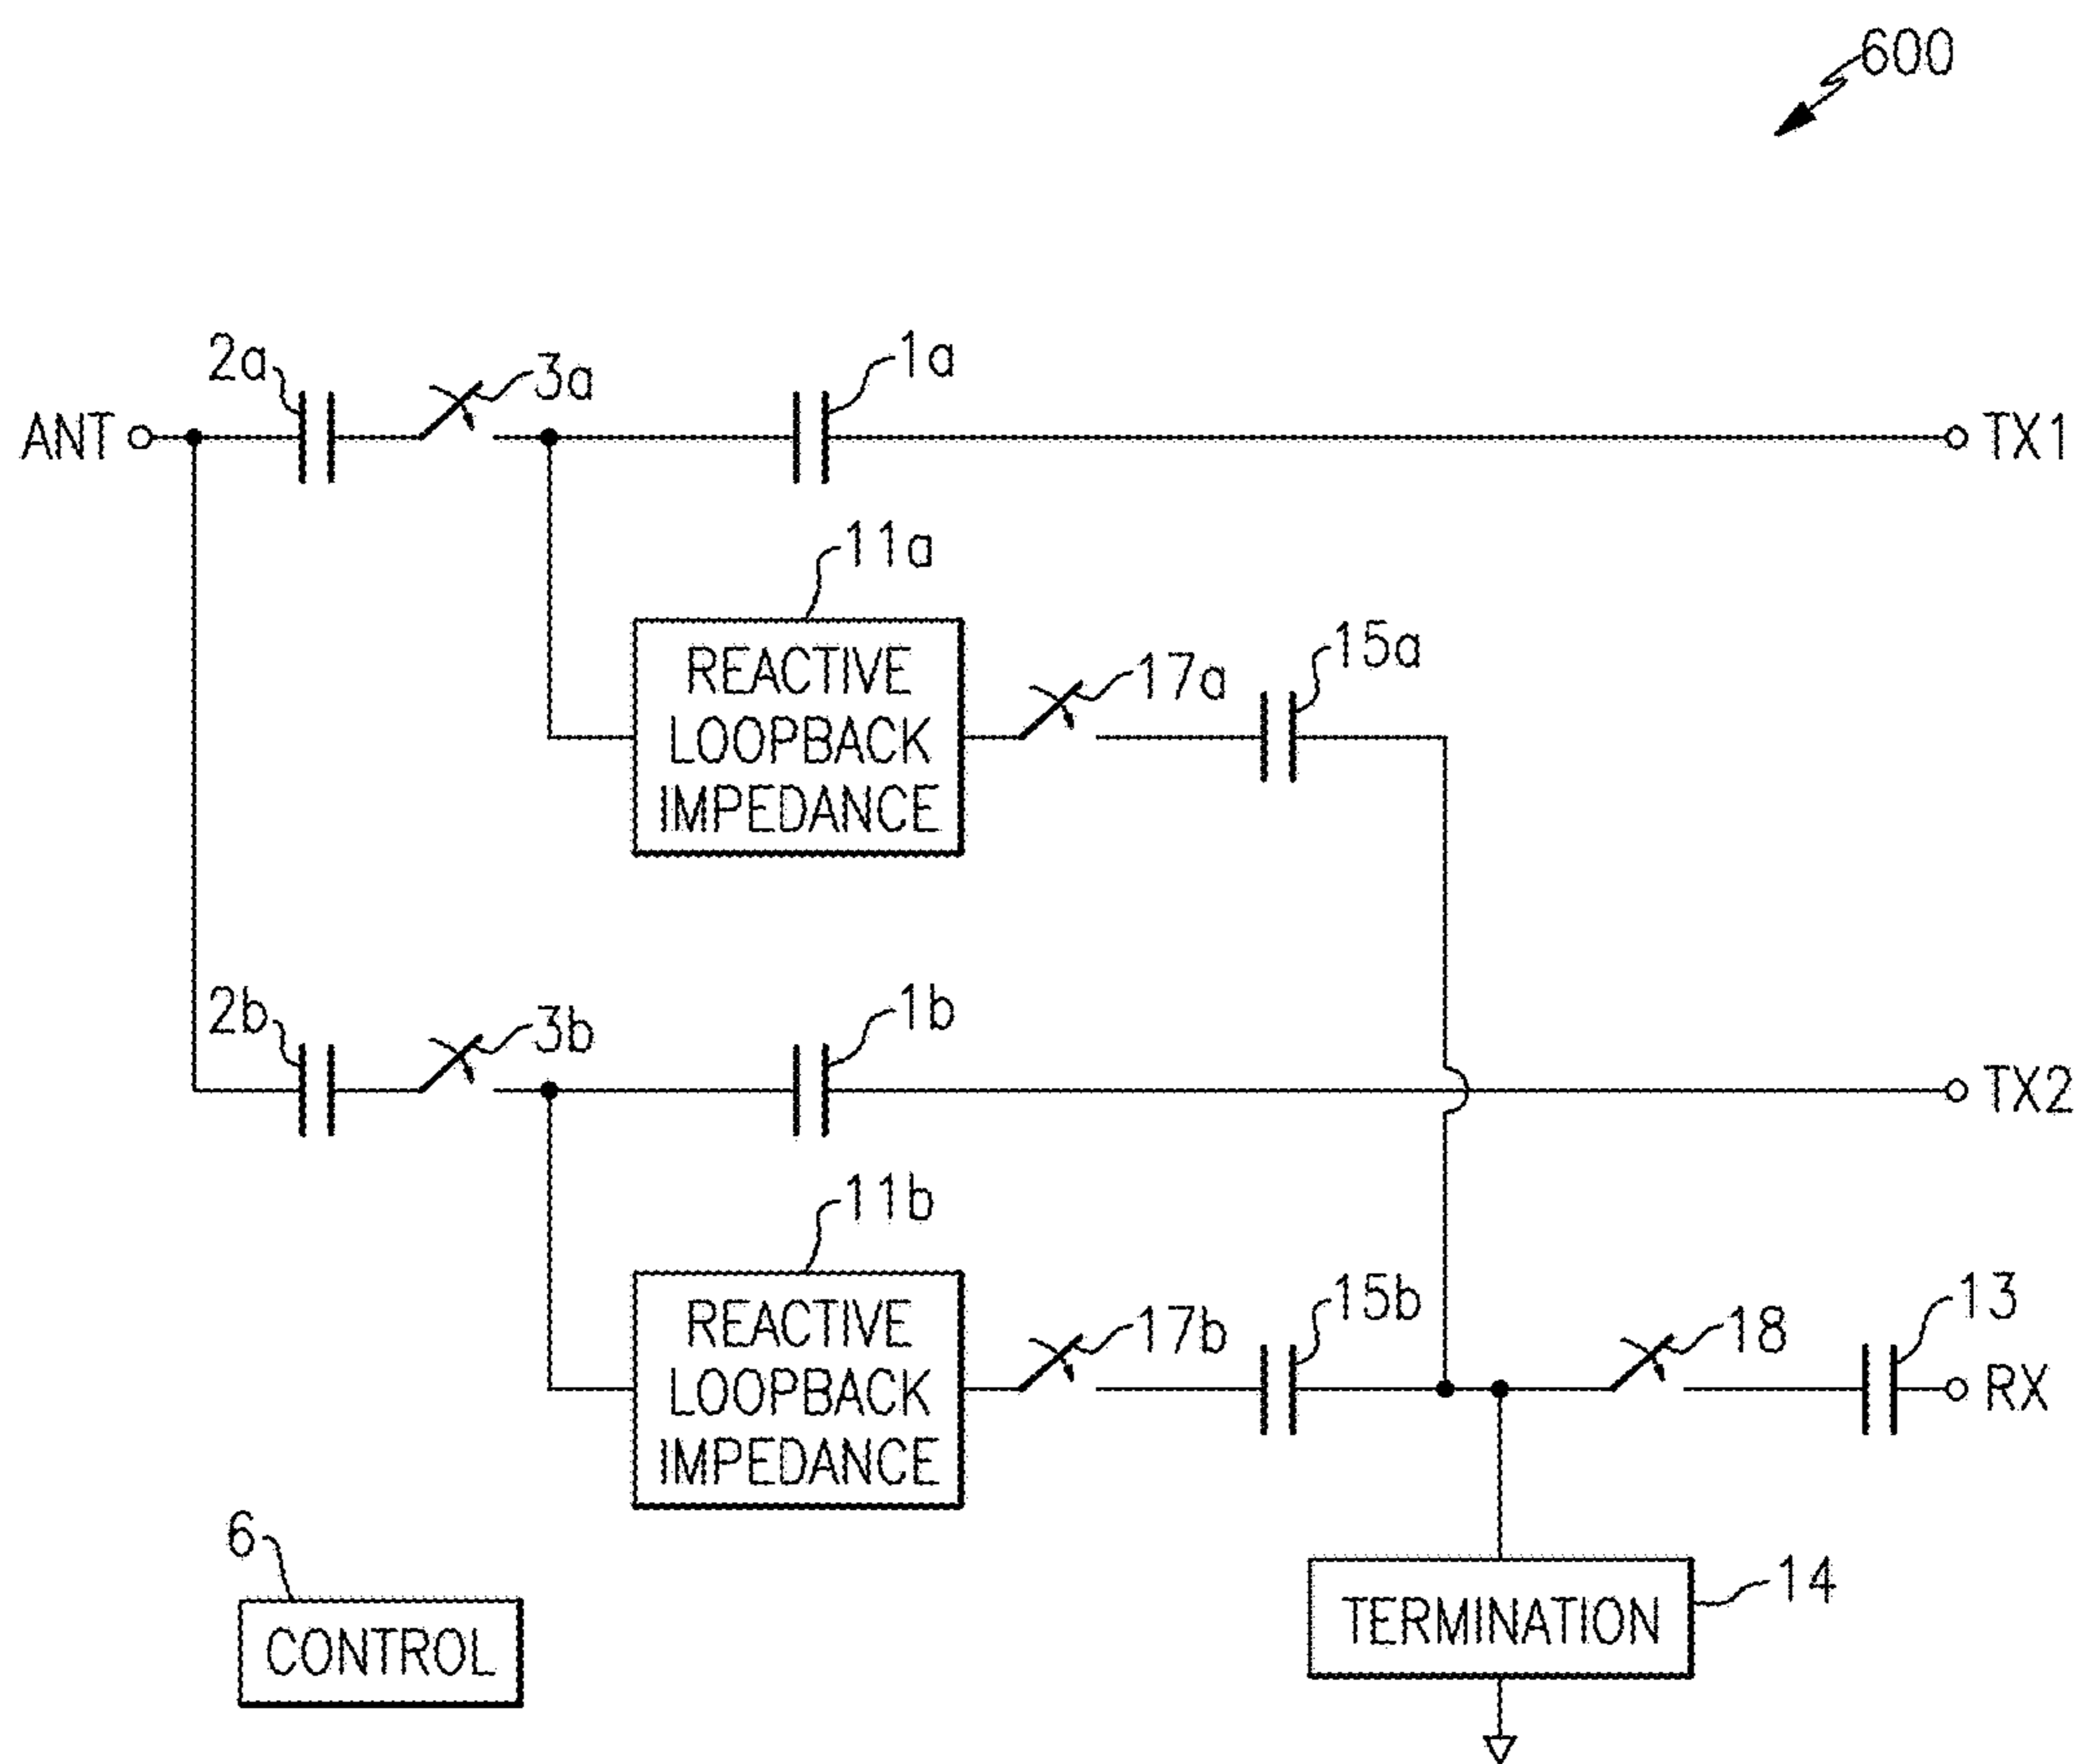 600
2a
3a
1a
ANT
TX1
11a
REACTIVE
LOOPBACK
IMPEDANCE
17a
15a
2b
3b
1b
TX2
11b
REACTIVE
LOOPBACK
IMPEDANCE
17b
15b
18
13
RX
6
CONTROL
14
TERMINATION